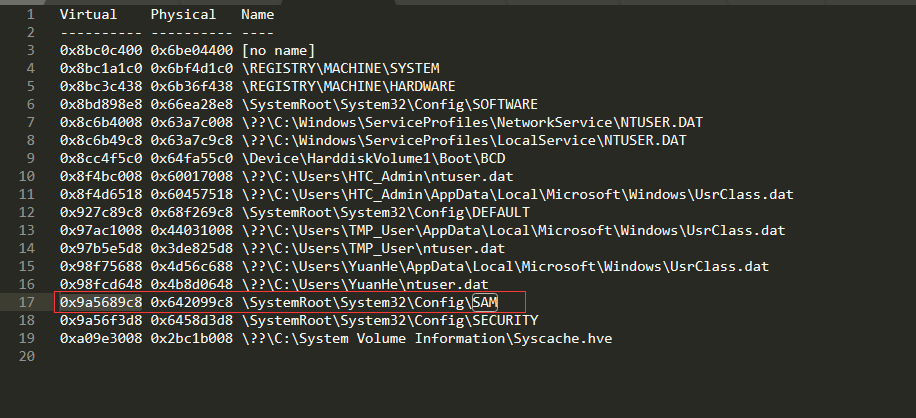 1 Virtual Physical Name
2 ---------- ---------- ----
3 0x8bc0c400 0x6be04400 [no name]
4 0x8bc1a1c0 0x6bf4d1c0 \REGISTRY\MACHINE\SYSTEM
5 0x8bc3c438 0x6b36f438 \REGISTRY\MACHINE\HARDWARE
6 0x8bd898e8 0x66ea28e8 \SystemRoot\System32\Config\SOFTWARE
7 0x8c6b4008 0x63a7c008 \??\C:\Windows\ServiceProfiles\NetworkService\NTUSER.DAT
8 0x8c6b49c8 0x63a7c9c8 \??\C:\Windows\ServiceProfiles\LocalService\NTUSER.DAT
9 0x8cc4f5c0 0x64fa55c0 \Device\HarddiskVolume1\Boot\BCD
10 0x8f4bc008 0x60017008 \??\C:\Users\HTC_Admin\ntuser.dat
11 0x8f4d6518 0x60457518 \??\C:\Users\HTC_Admin\AppData\Local\Microsoft\Windows\UsrClass.dat
12 0x927c89c8 0x68f269c8 \SystemRoot\System32\Config\DEFAULT
13 0x97ac1008 0x44031008 \??\C:\Users\TMP_User\AppData\Local\Microsoft\Windows\UsrClass.dat
14 0x97b5e5d8 0x3de825d8 \??\C:\Users\TMP_User\ntuser.dat
15 0x98f75688 0x4d56c688 \??\C:\Users\YuanHe\AppData\Local\Microsoft\Windows\UsrClass.dat
16 0x98fcd648 0x4b8d0648 \??\C:\Users\YuanHe\ntuser.dat
17 0x9a5689c8 0x642099c8 \SystemRoot\System32\Config\SAM
18 0x9a56f3d8 0x6458d3d8 \SystemRoot\System32\Config\SECURITY
19 0xa09e3008 0x2bc1b008 \??\C:\System Volume Information\Syscache.hve
20